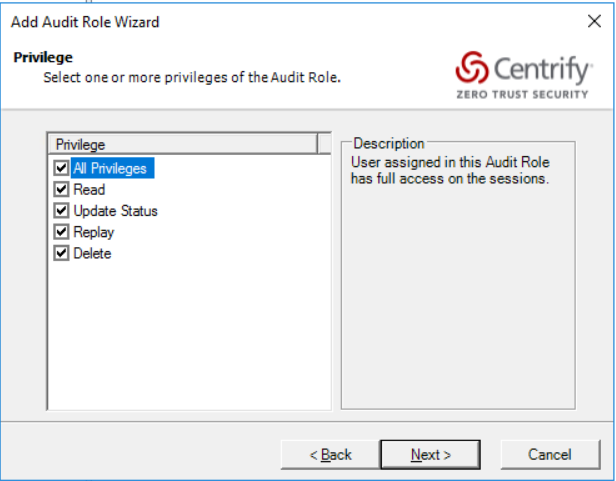 Add Audit Role Wizard
Privilege
Select one or more privileges of the Audit Role.
Centrify
ZERO TRUST SECURITY
Privilege
All Privileges
Read
Update Status
Replay
Delete
Description
User assigned in this Audit Role
has full access on the sessions.
< Back
Next >
Cancel